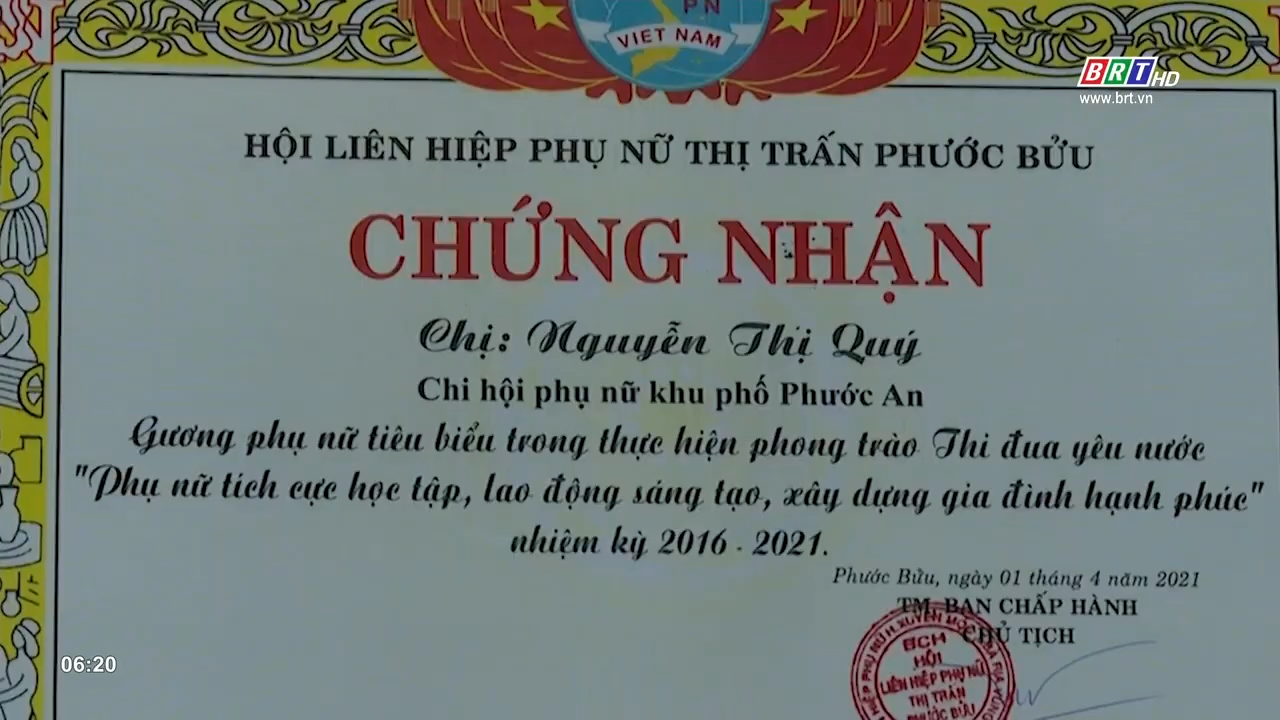 PN
VIET NAM
BRT HD
www.brt.vn
HỘI LIÊN HIỆP PHỤ NỮ THỊ TRẤN PHƯỚC BỬU
CHỨNG NHẬN
Chị: Nguyễn Thị Quý
Chi hội phụ nữ khu phố Phước An
Gương phụ nữ tiêu biểu trong thực hiện phong trào Thi đua yêu nước
"Phụ nữ tích cực học tập, lao động sáng tạo, xây dựng gia đình hạnh phúc"
nhiệm kỳ 2016 - 2021.
Phước Bửu, ngày 01 tháng 4 năm 2021
TM. BAN CHẤP HÀNH
CHỦ TỊCH
BCH
HỘI
LIÊN HIỆP PHỤ NỮ
THỊ TRẤN
PHƯỚC BỬU
06:20